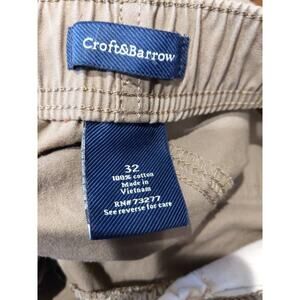 Croft&Barrow
32
100% cotton
Made in
Vietnam
RN# 73277
See reverse for care